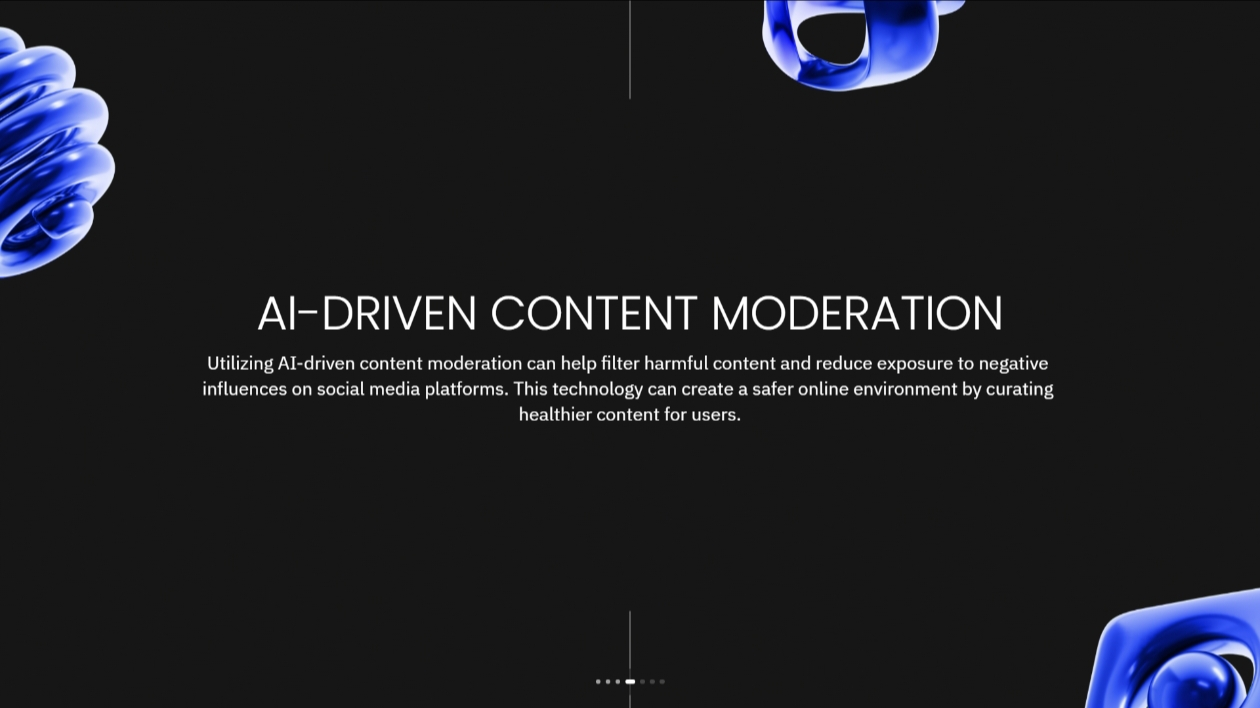 AI-DRIVEN CONTENT MODERATION
Utilizing AI-driven content moderation can help filter harmful content and reduce exposure to negative
influences on social media platforms. This technology can create a safer online environment by curating
healthier content for users.